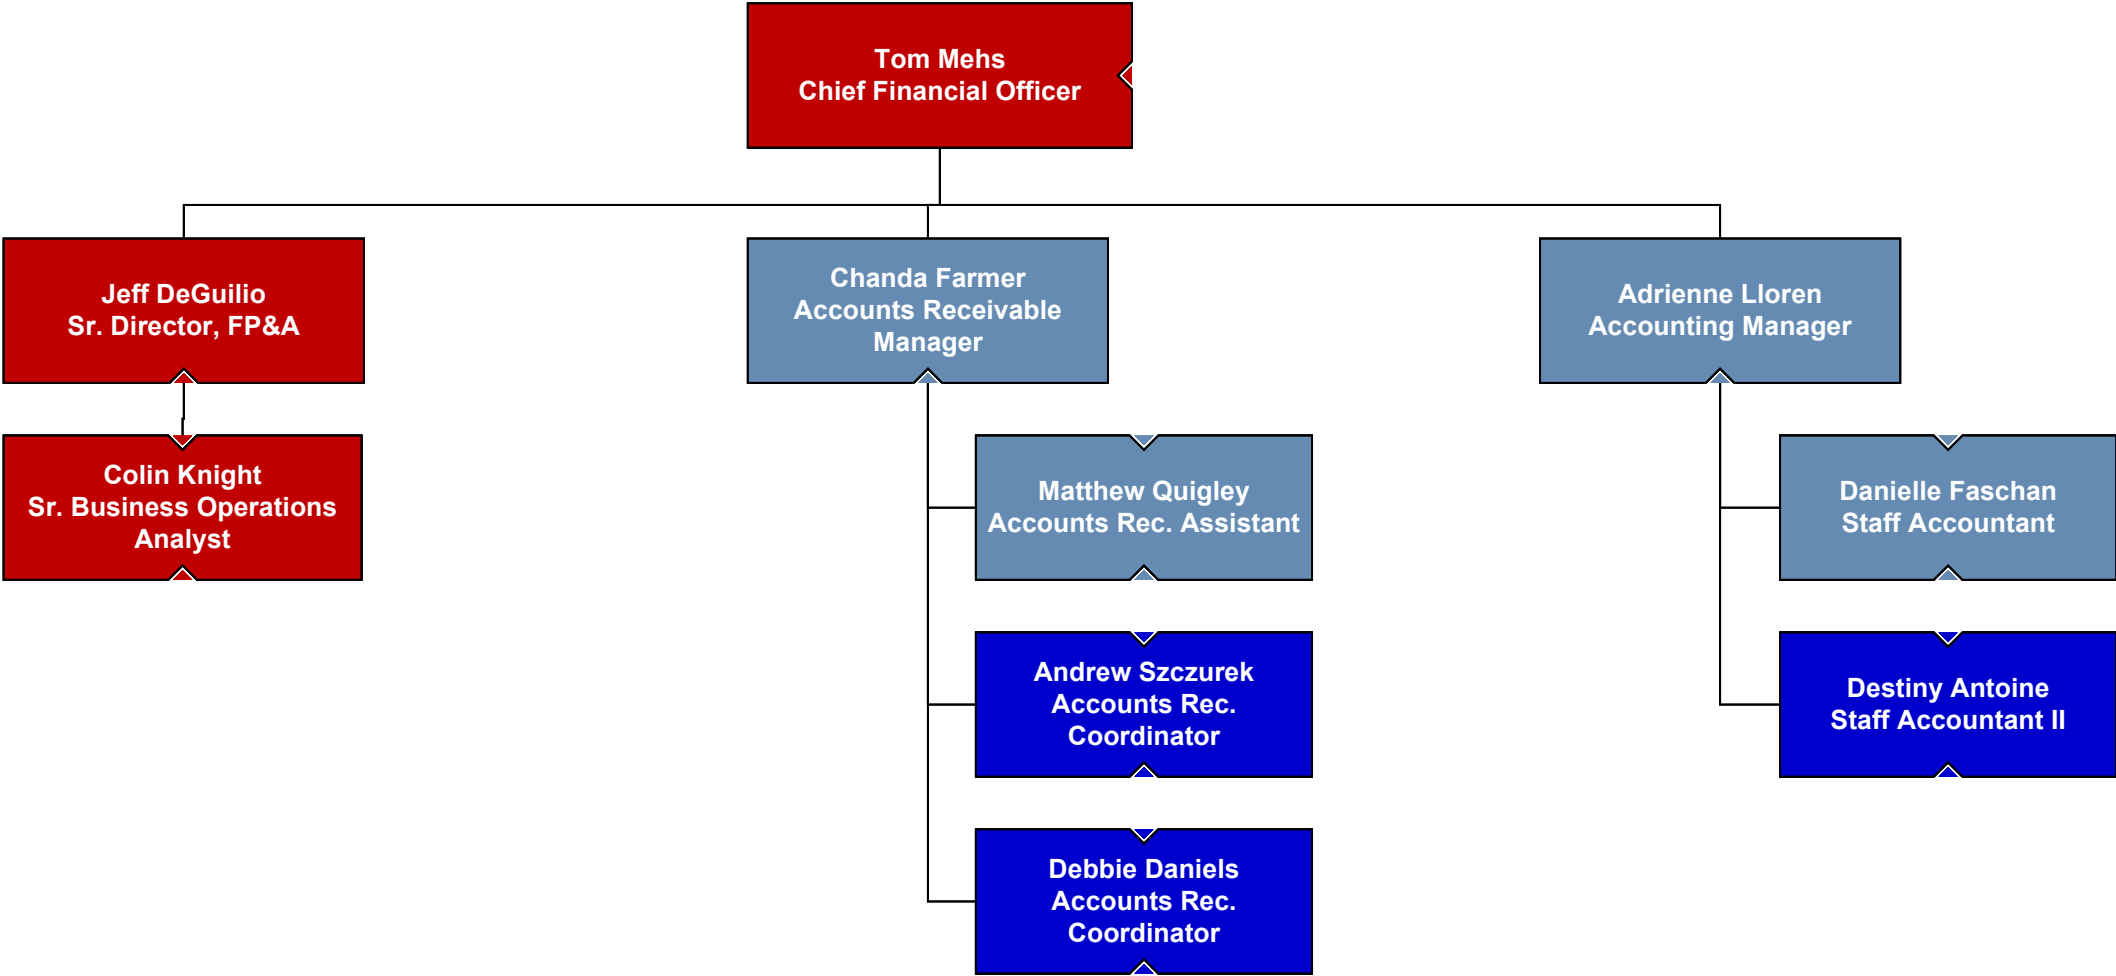 Tom Mehs
Chief Financial Officer
Jeff DeGuilio
Sr. Director, FP&A
Chanda Farmer
Accounts Receivable
Manager
Adrienne Lloren
Accounting Manager
Colin Knight
Sr. Business Operations
Analyst
Matthew Quigley
Accounts Rec. Assistant
Danielle Faschan
Staff Accountant
Andrew Szczurek
Accounts Rec.
Coordinator
Destiny Antoine
Staff Accountant II
Debbie Daniels
Accounts Rec.
Coordinator